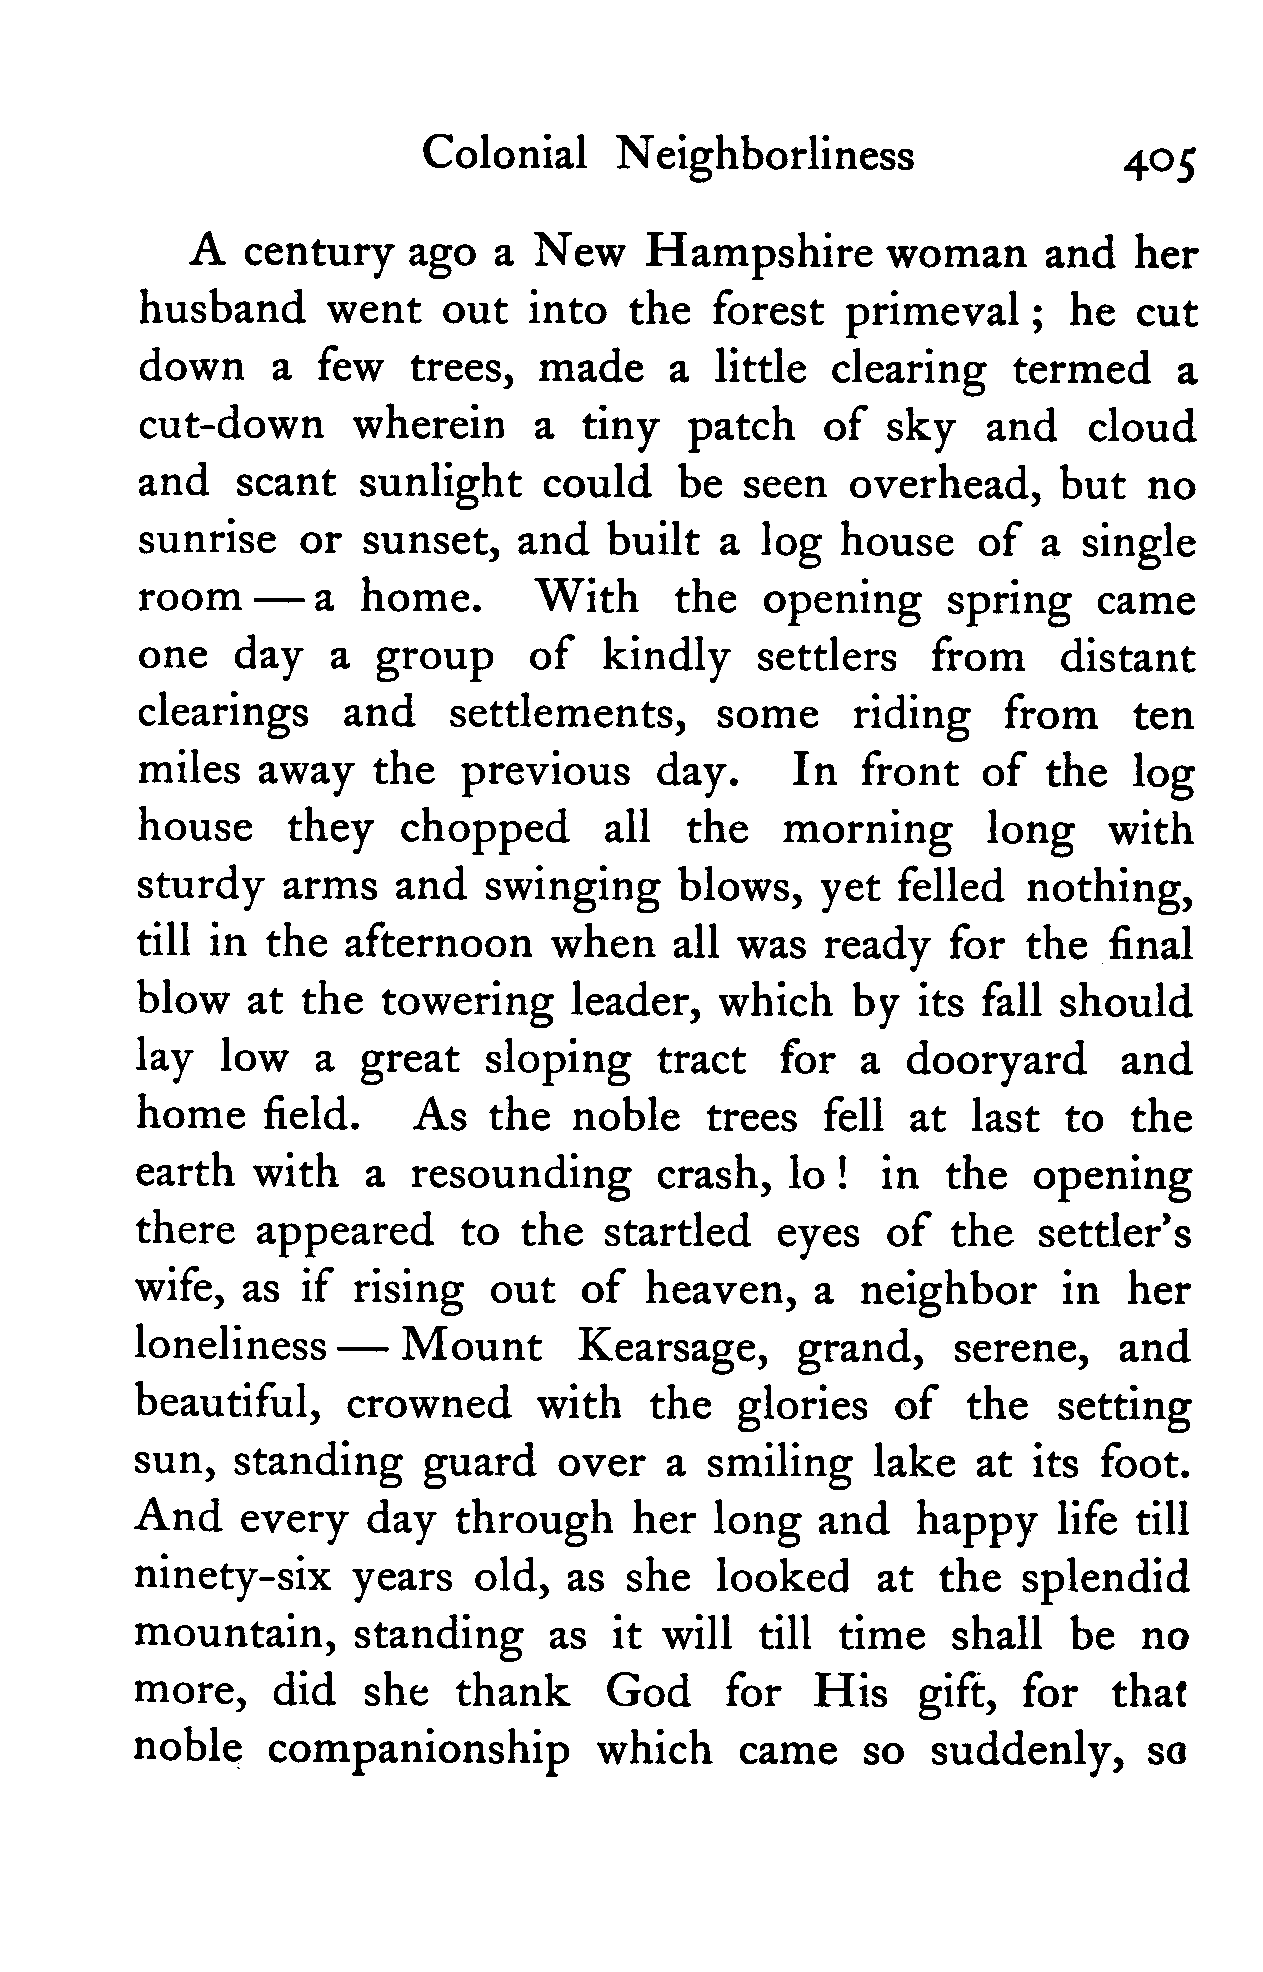 Colonial Neighborliness 405
A century ago a New Hampshire woman and her
husband went out into the forest primeval ; he cut
down a few trees, made a little clearing termed a
cut-down wherein a tiny patch of sky and cloud
and scant sunlight could be seen overhead, but no
sunrise or sunset, and built a log house of a single
room — a home. With the opening spring came
one day a group of kindly settlers from distant
clearings and settlements, some riding from ten
miles away the previous day. In front of the log
house they chopped all the morning long with
sturdy arms and swinging blows, yet felled nothing,
till in the afternoon when all was ready for the final
blow at the towering leader, which by its fall should
lay low a great sloping tract for a dooryard and
home field. As the noble trees fell at last to the
earth with a resounding crash, lo ! in the opening
there appeared to the startled eyes of the settler's
wife, as if rising out of heaven, a neighbor in her
loneliness — Mount Kearsage, grand, serene, and
beautiful, crowned with the glories of the setting
sun, standing guard over a smiling lake at its foot.
And every day through her long and happy life till
ninety-six years old, as she looked at the splendid
mountain, standing as it will till time shall be no
more, did she thank God for His gift, for that
noble companionship which came so suddenly, so